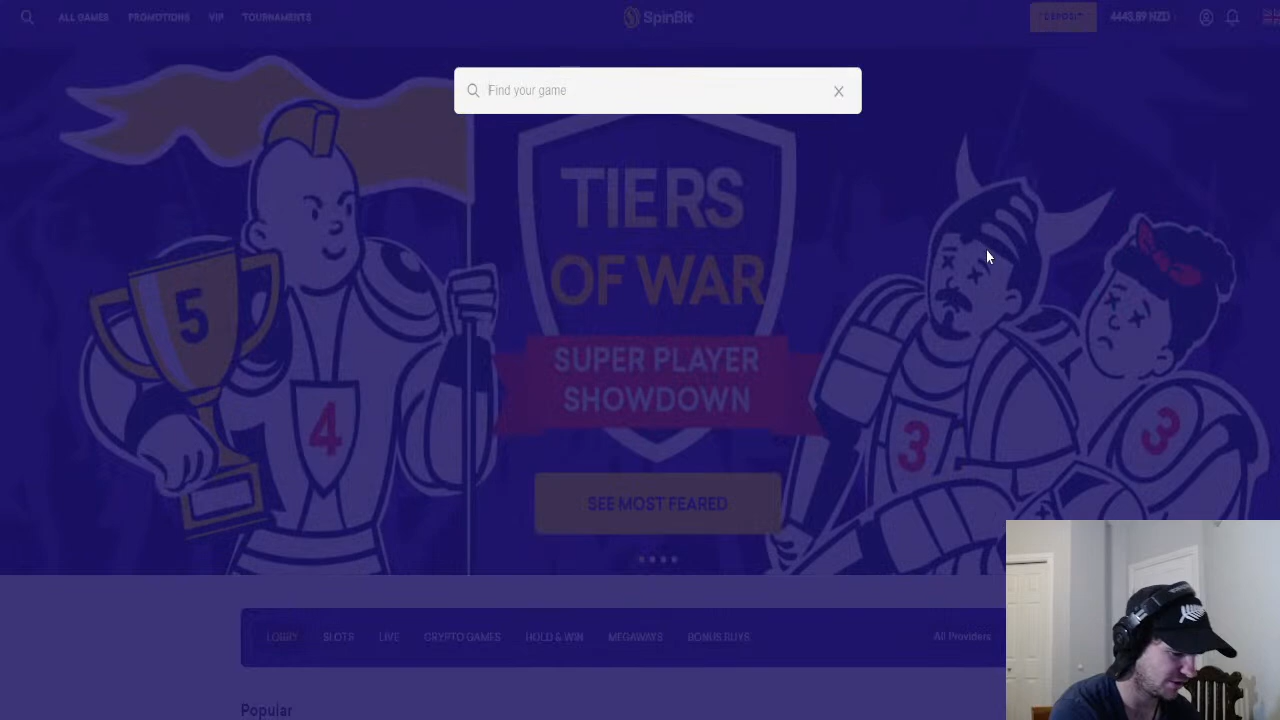 ALL GAMES PROMOTIONS VIP TOURNAMENTS SpinBit DEPOSIT 4443.89 NZD
Find your game
TIERS
OF WAR
SUPER PLAYER
SHOWDOWN
5
4
3
3
SEE MOST FEARED
LOBBY SLOTS LIVE CRYPTO GAMES HOLD & WIN MEGAWAYS BONUS BUYS All Providers
Popular